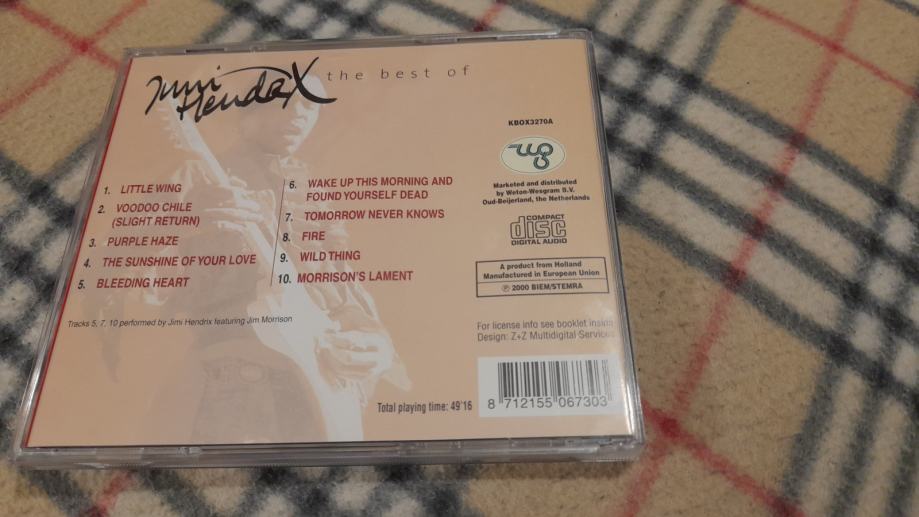 Jimi Hendrix
the best of
KBOX3270A
wg
Marketed and distributed
by Weton-Wesgram B.V.
Oud-Beijerland, the Netherlands
COMPACT
disc
DIGITAL AUDIO
A product from Holland
Manufactured in European Union
℗ 2000 BIEM/STEMRA
For license info see booklet inside
Design: Z+Z Multidigital Services
1. LITTLE WING
2. VOODOO CHILE
(SLIGHT RETURN)
3. PURPLE HAZE
4. THE SUNSHINE OF YOUR LOVE
5. BLEEDING HEART
6. WAKE UP THIS MORNING AND
FOUND YOURSELF DEAD
7. TOMORROW NEVER KNOWS
8. FIRE
9. WILD THING
10. MORRISON'S LAMENT
Tracks 5, 7, 10 performed by Jimi Hendrix featuring Jim Morrison
Total playing time: 49'16
8 712155 067303